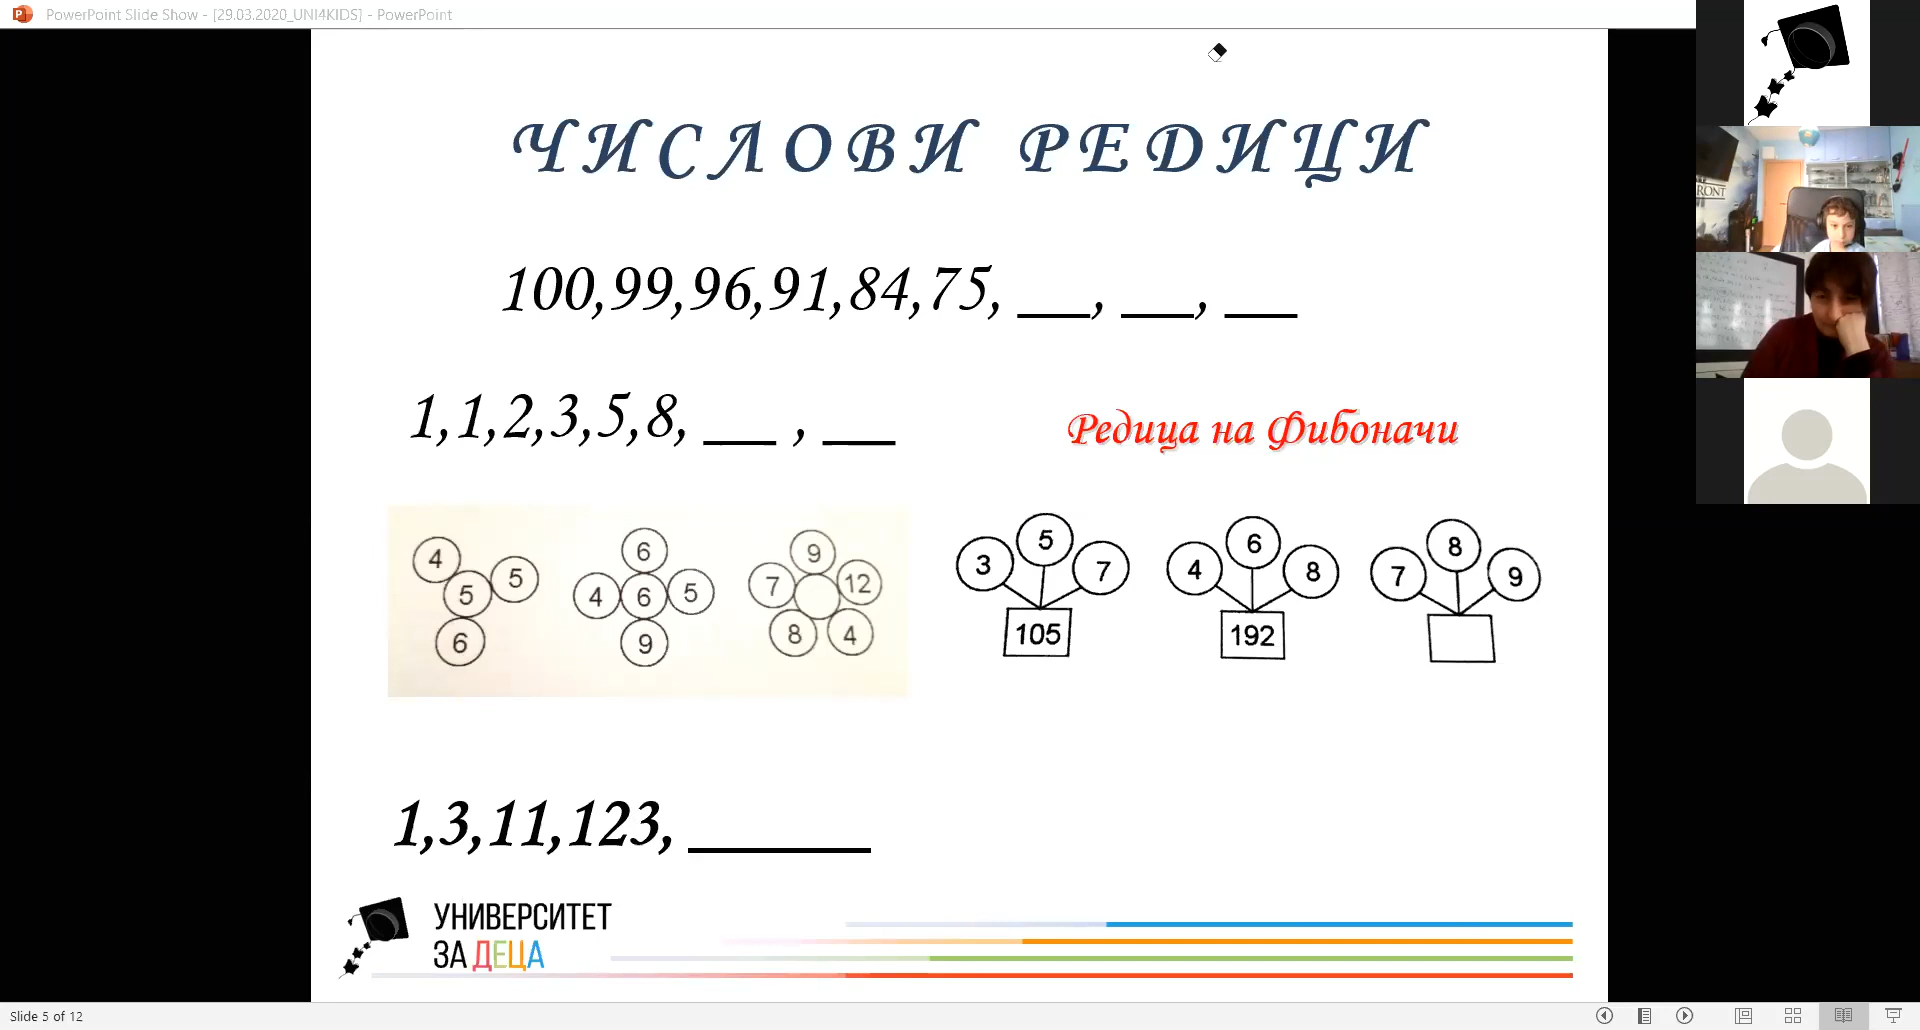 PowerPoint Slide Show - [29.03.2020_UNI4KIDS] - PowerPoint
ЧИСЛОВИ РЕДИЦИ
100,99,96,91,84,75, ___, ___, ___
1,1,2,3,5,8, ___ , ___
Редица на Фибоначи
4 5 5 6
6 4 6 5 9
9 7 12 8 4
3 5 7 105
4 6 8 192
7 8 9
1,3,11,123, _____
УНИВЕРСИТЕТ
ЗА ДЕЦА
RONT
Slide 5 of 12